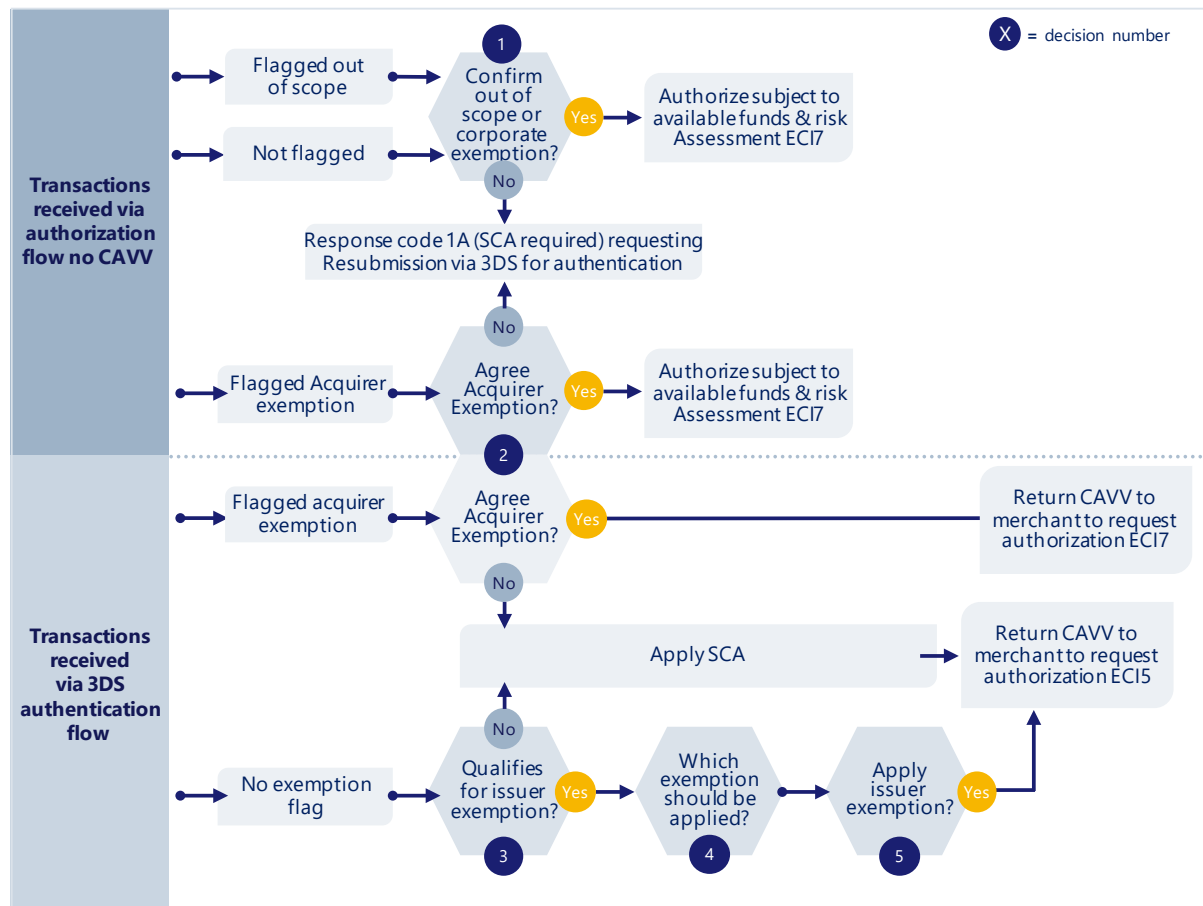 X = decision number
Transactions
received via
authorization
flow no CAVV
Flagged out
of scope
Not flagged
1
Confirm
out of
scope or
corporate
exemption?
Yes
Authorize subject to
available funds & risk
Assessment ECI7
No
Response code 1A (SCA required) requesting
Resubmission via 3DS for authentication
No
Flagged Acquirer
exemption
Agree
Acquirer
Exemption?
Yes
Authorize subject to
available funds & risk
Assessment ECI7
2
Transactions
received
via 3DS
authentication
flow
Flagged acquirer
exemption
Agree
Acquirer
Exemption?
Yes
Return CAVV to
merchant to request
authorization ECI7
No
Apply SCA
Return CAVV to
merchant to request
authorization ECI5
No
No exemption
flag
Qualifies
for issuer
exemption?
Yes
3
Which
exemption
should be
applied?
4
Apply
issuer
exemption?
Yes
5